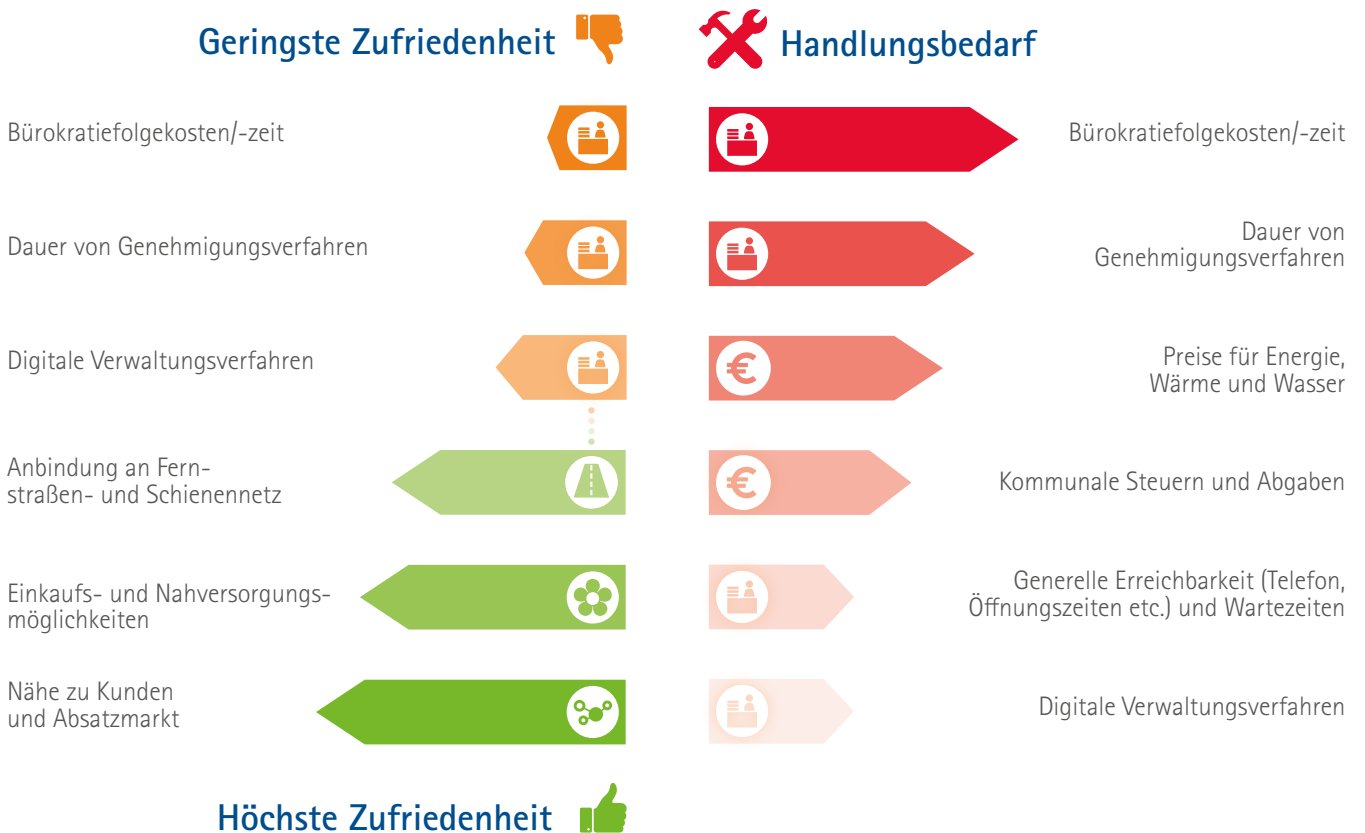 Geringste Zufriedenheit
Bürokratiefolgekosten/-zeit
Dauer von Genehmigungsverfahren
Digitale Verwaltungsverfahren
Anbindung an Fern-
straßen- und Schienennetz
Einkaufs- und Nahversorgungs-
möglichkeiten
Nähe zu Kunden
und Absatzmarkt
Höchste Zufriedenheit
Handlungsbedarf
Bürokratiefolgekosten/-zeit
Dauer von
Genehmigungsverfahren
€
Preise für Energie,
Wärme und Wasser
€
Kommunale Steuern und Abgaben
Generelle Erreichbarkeit (Telefon,
Öffnungszeiten etc.) und Wartezeiten
Digitale Verwaltungsverfahren